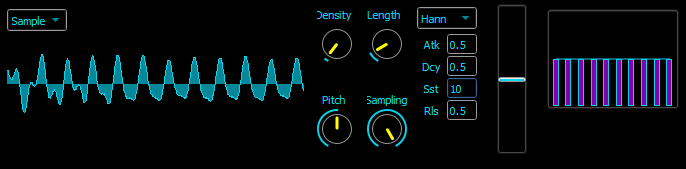 Sample
Density
Length
Hann
Atk 0.5
Dcy 0.5
Sst 10
Rls 0.5
Pitch
Sampling